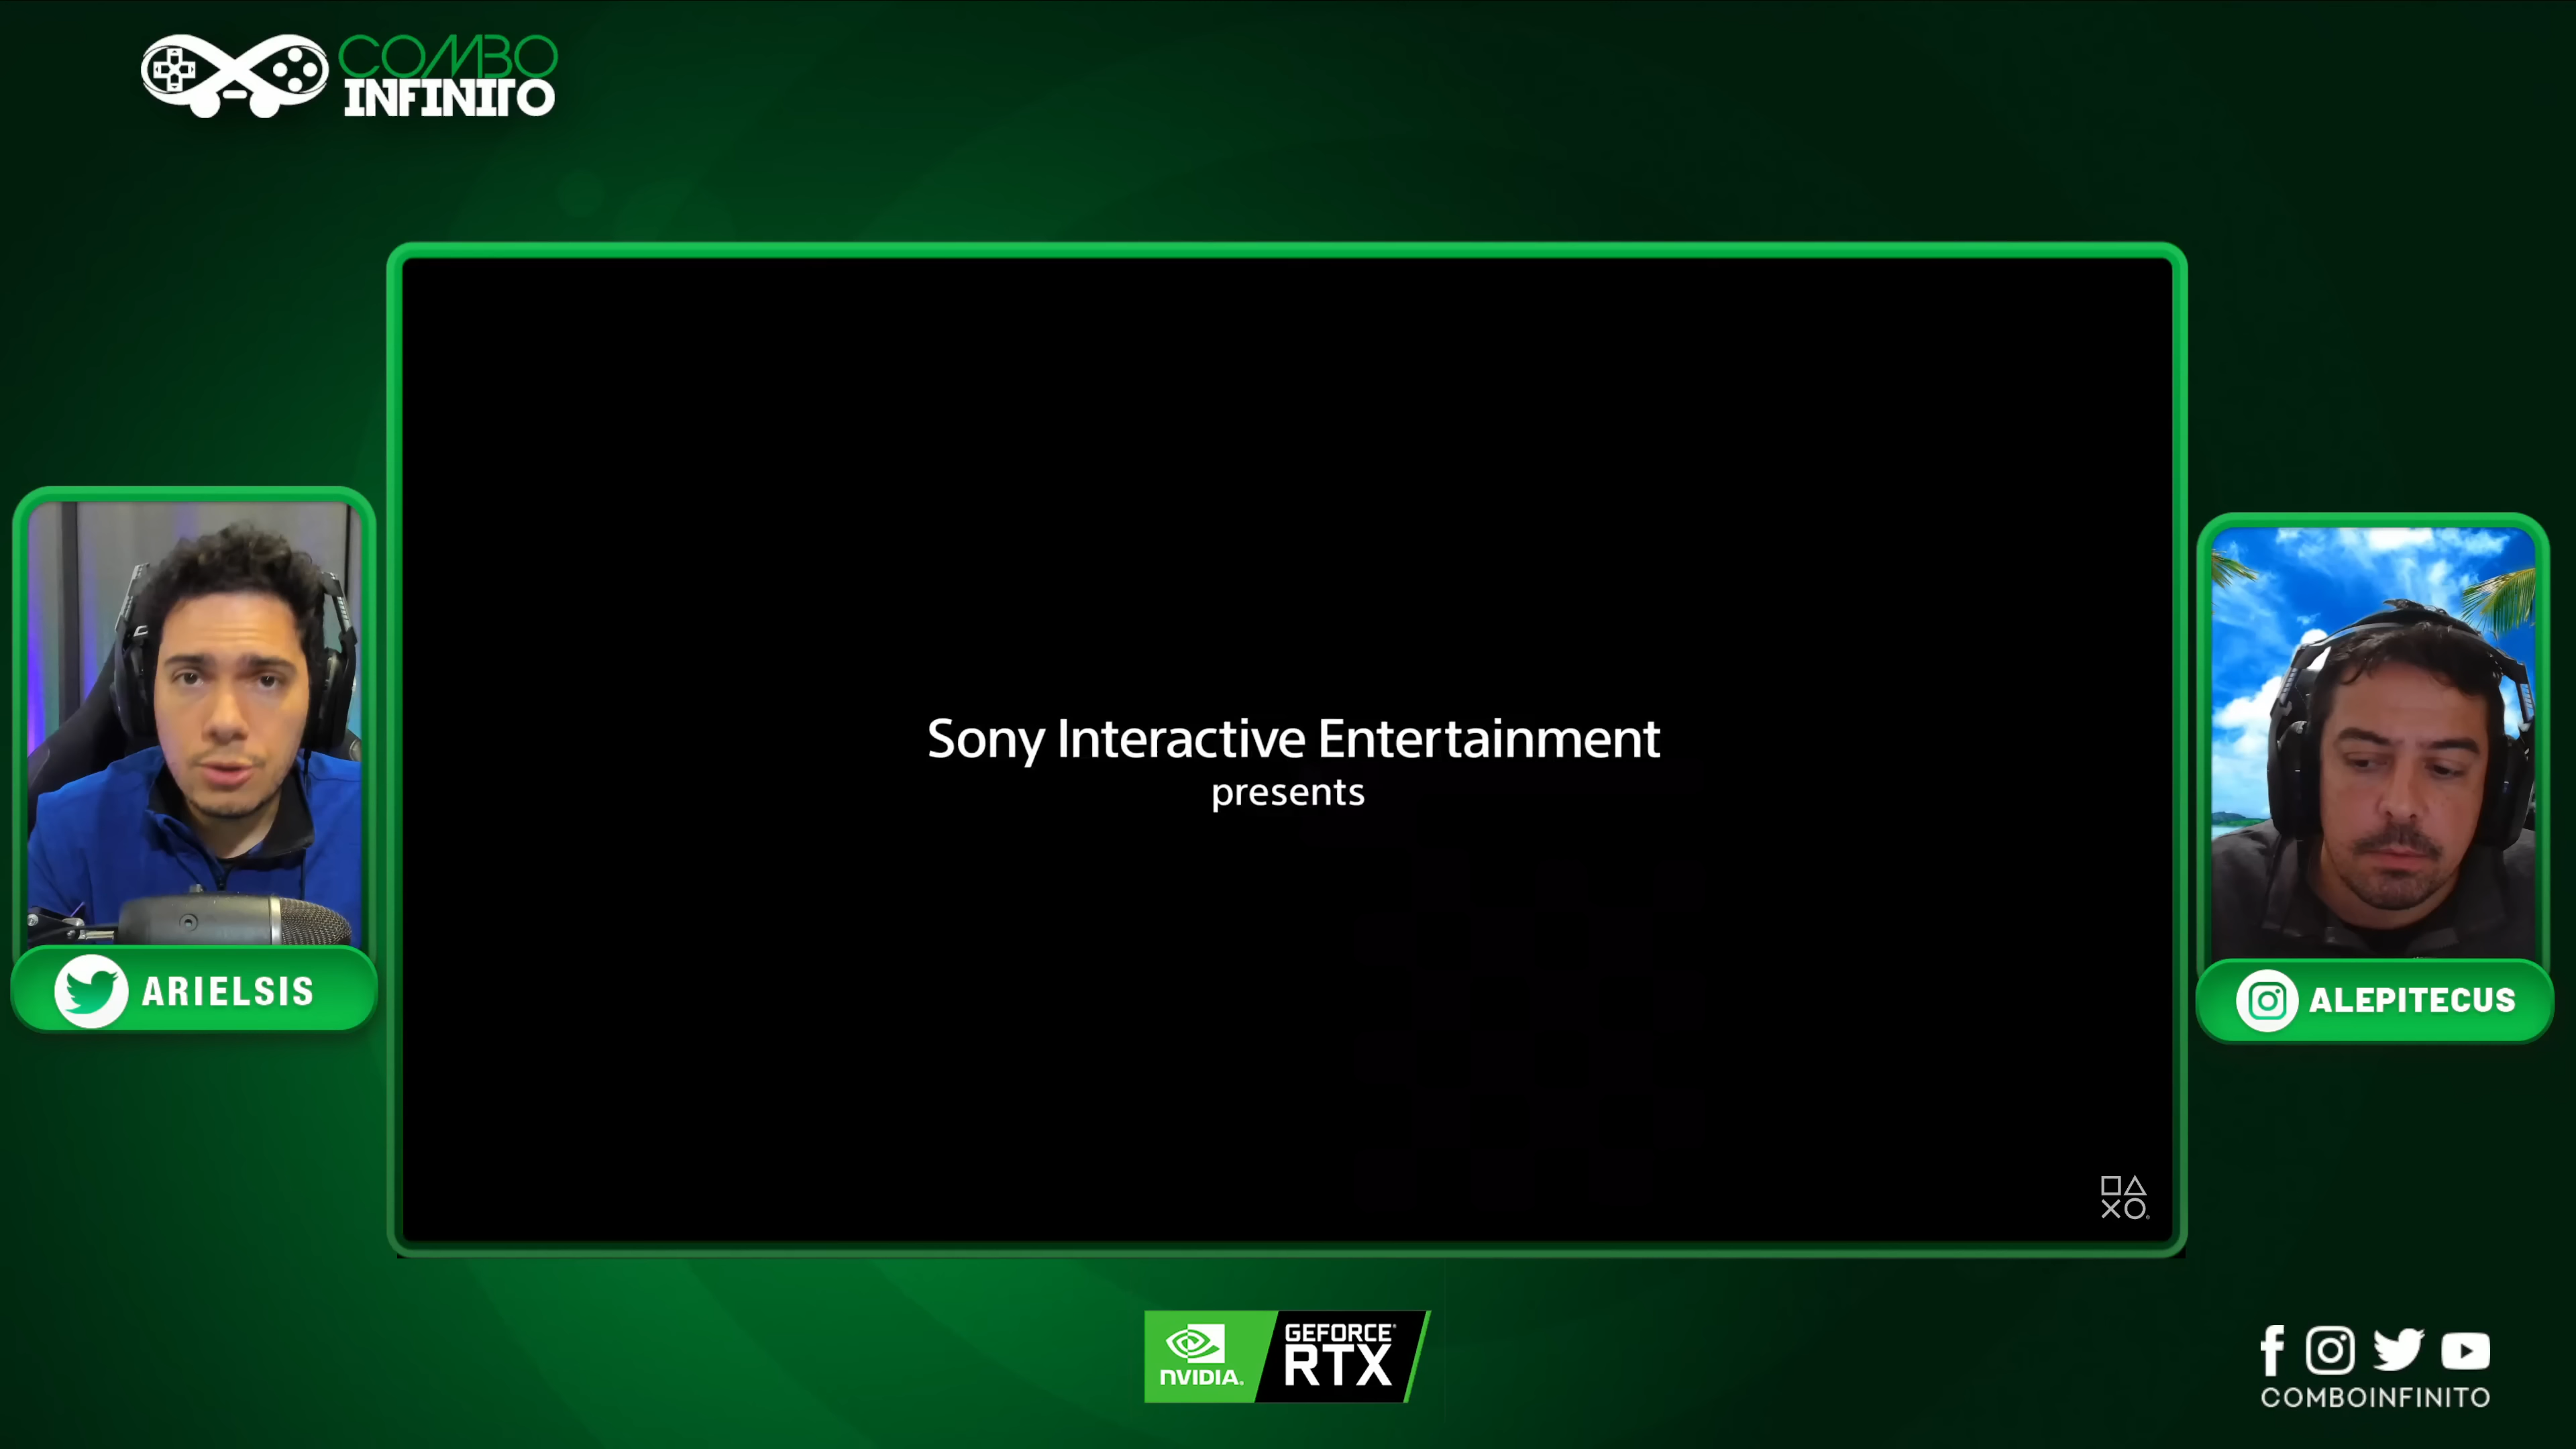 COMBO
INFINITO
Sony Interactive Entertainment
presents
ARIELSIS
ALEPITECUS
NVIDIA.
GEFORCE
RTX
COMBOINFINITO